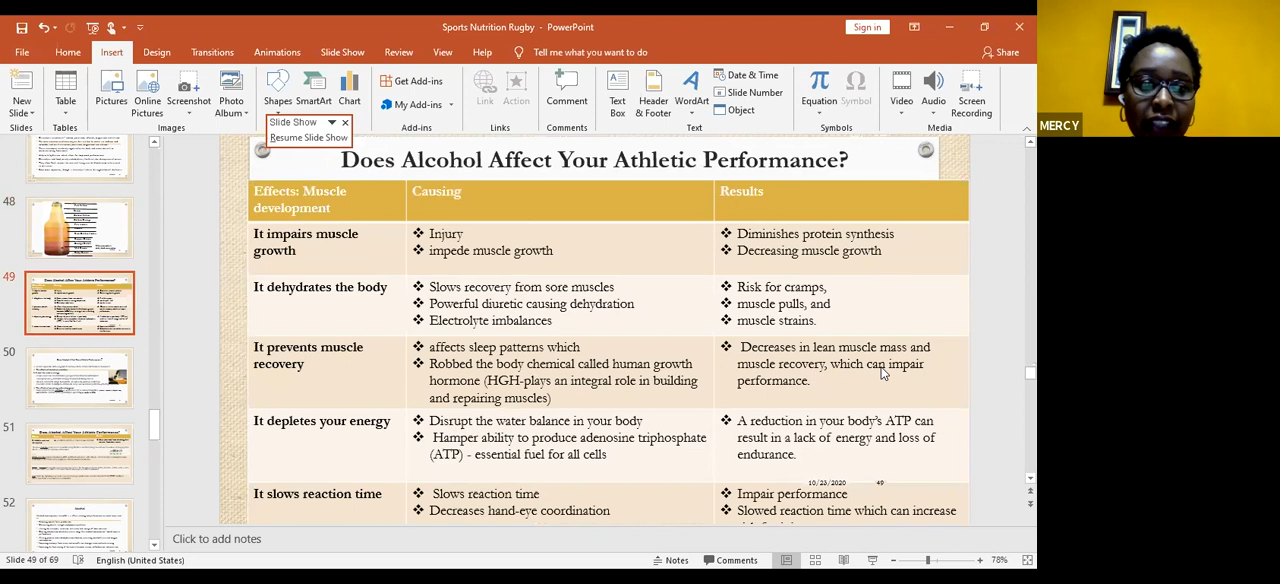 Sports Nutrition Rugby - PowerPoint
Sign in
File Home Insert Design Transitions Animations Slide Show Review View Help Tell me what you want to do Share
New Slide
Table
Pictures
Online Pictures
Screenshot
Photo Album
Shapes
SmartArt
Chart
Get Add-ins
My Add-ins
Link
Action
Comment
Text Box
Header & Footer
WordArt
Date & Time
Slide Number
Object
Equation
Symbol
Video
Audio
Screen Recording
Slides Tables Images Add-ins Links Comments Text Symbols Media
Slide Show
Resume Slide Show
MERCY
48
49
50
51
52
Does Alcohol Affect Your Athletic Performance?
Effects: Muscle development
Causing
Results
It impairs muscle growth
Injury
impede muscle growth
Diminishes protein synthesis
Decreasing muscle growth
It dehydrates the body
Slows recovery from sore muscles
Powerful diuretic causing dehydration
Electrolyte imbalances
Risk for cramps,
muscle pulls, and
muscle strains.
It prevents muscle recovery
affects sleep patterns which
Robbed the body chemical called human growth
hormone (HGH-plays an integral role in building
and repairing muscles)
Decreases in lean muscle mass and
muscle recovery, which can impair
performance.
It depletes your energy
Disrupt the water balance in your body
Hamper ability to produce adenosine triphosphate
(ATP) - essential fuel for all cells
A reduction in your body's ATP can
result in a lack of energy and loss of
endurance.
10/23/2020 49
It slows reaction time
Slows reaction time
Decreases hand-eye coordination
Impair performance
Slowed reaction time which can increase
Click to add notes
Slide 49 of 69 English (United States) Notes Comments 78%